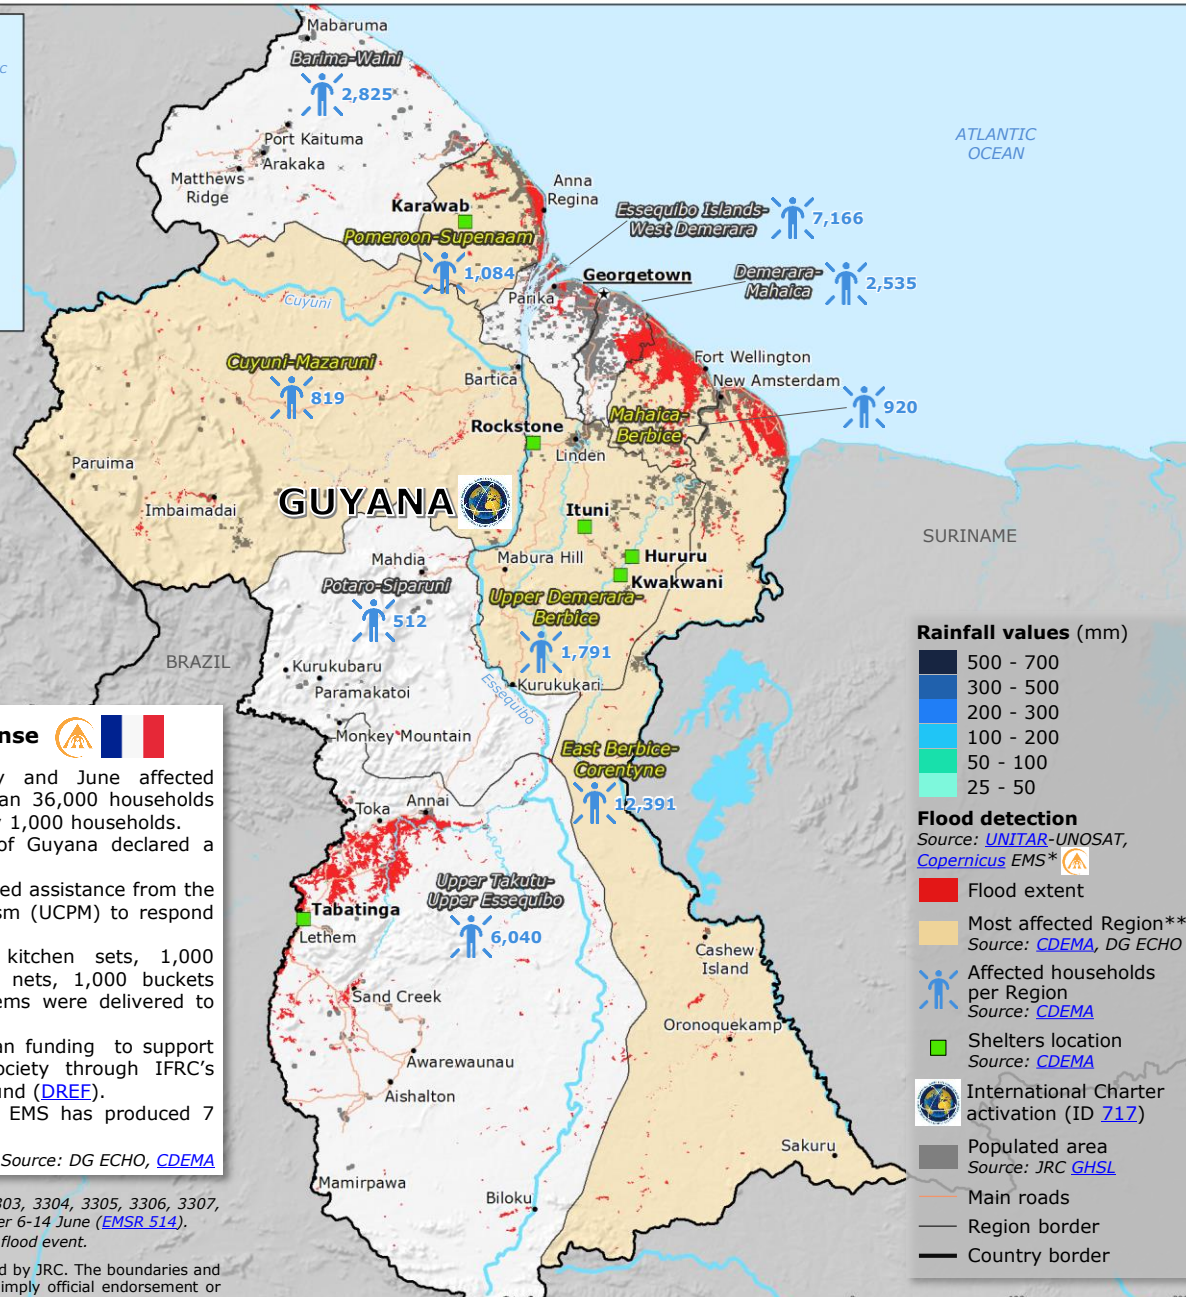 Mabaruma
Barima-Waini
2,825
Port Kaituma
Arakaka
Matthews
Ridge
ATLANTIC
OCEAN
Anna
Regina
Karawab
Pomeroon-Supenaam
1,084
Essequibo Islands-
West Demerara
7,166
Georgetown
Demerara-
Mahaica
2,535
Parika
Cuyuni
Cuyuni-Mazaruni
819
Bartica
Fort Wellington
New Amsterdam
920
Mahaica-
Berbice
Rockstone
Linden
Paruima
Imbaimadai
GUYANA
Ituni
SURINAME
Mahdia
Mabura Hill
Hururu
Kwakwani
Potaro-Siparuni
512
Upper Demerara-
Berbice
1,791
BRAZIL
Kurukubaru
Paramakatoi
Kurukukari
Essequibo
Monkey Mountain
East Berbice-
Corentyne
12,391
Toka
Annai
Upper Takutu-
Upper Essequibo
6,040
Tabatinga
Lethem
Cashew
Island
Sand Creek
Oronoquekamp
Awarewaunau
Aishalton
Sakuru
Mamirpawa
Biloku
Rainfall values (mm)
500 - 700
300 - 500
200 - 300
100 - 200
50 - 100
25 - 50
Flood detection
Source: UNITAR-UNOSAT,
Copernicus EMS*
Flood extent
Most affected Region**
Source: CDEMA, DG ECHO
Affected households
per Region
Source: CDEMA
Shelters location
Source: CDEMA
International Charter
activation (ID 717)
Populated area
Source: JRC GHSL
Main roads
Region border
Country border
nse
y and June affected
an 36,000 households
y 1,000 households.
of Guyana declared a
ed assistance from the
sm (UCPM) to respond
kitchen sets, 1,000
nets, 1,000 buckets
ems were delivered to
an funding to support
ociety through IFRC's
und (DREF).
EMS has produced 7
Source: DG ECHO, CDEMA
303, 3304, 3305, 3306, 3307,
er 6-14 June (EMSR 514).
flood event.
d by JRC. The boundaries and
imply official endorsement or